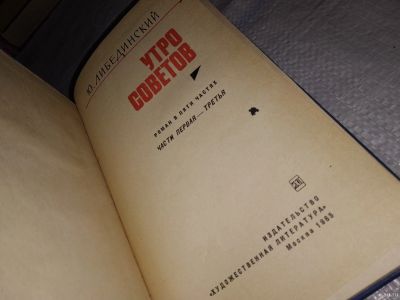 Ю. ЛИБЕДИНСКИЙ
УТРО
СОВЕТОВ
роман в пяти частях
ЧАСТИ ПЕРВАЯ — ТРЕТЬЯ
ИЗДАТЕЛЬСТВО
«ХУДОЖЕСТВЕННАЯ ЛИТЕРАТУРА»
Москва 1965